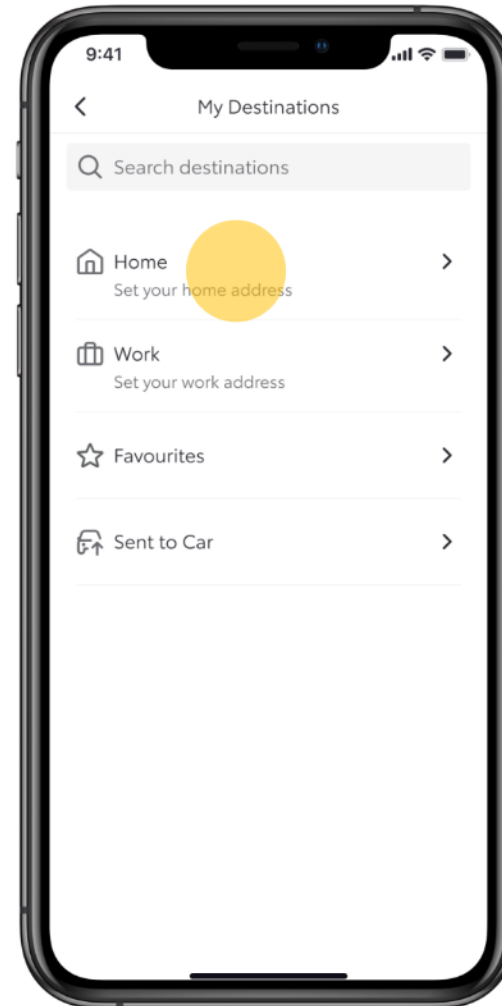 9:41
My Destinations
Search destinations
Home
Set your home address
Work
Set your work address
Favourites
Sent to Car